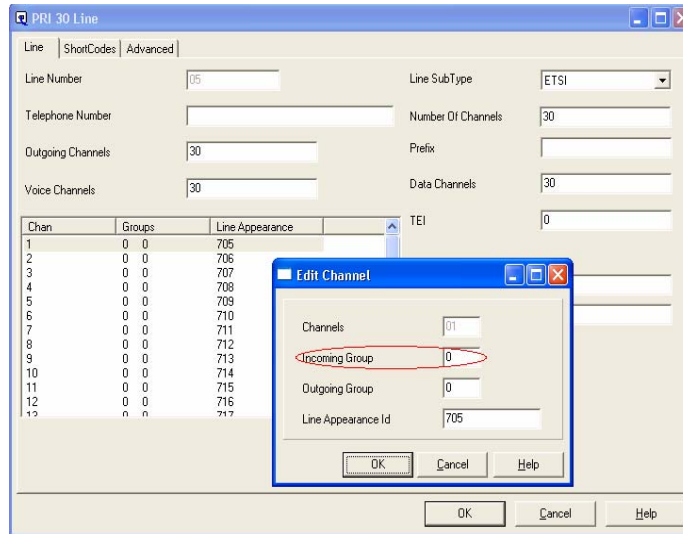 PRI 30 Line
Line ShortCodes Advanced
Line Number 05
Telephone Number
Outgoing Channels 30
Voice Channels 30
Line SubType ETSI
Number Of Channels 30
Prefix
Data Channels 30
TEI 0
Chan Groups Line Appearance
1 0 0 705
2 0 0 706
3 0 0 707
4 0 0 708
5 0 0 709
6 0 0 710
7 0 0 711
8 0 0 712
9 0 0 713
10 0 0 714
11 0 0 715
12 0 0 716
13 0 0 717
Edit Channel
Channels 01
Incoming Group 0
Outgoing Group 0
Line Appearance Id 705
OK Cancel Help
OK Cancel Help